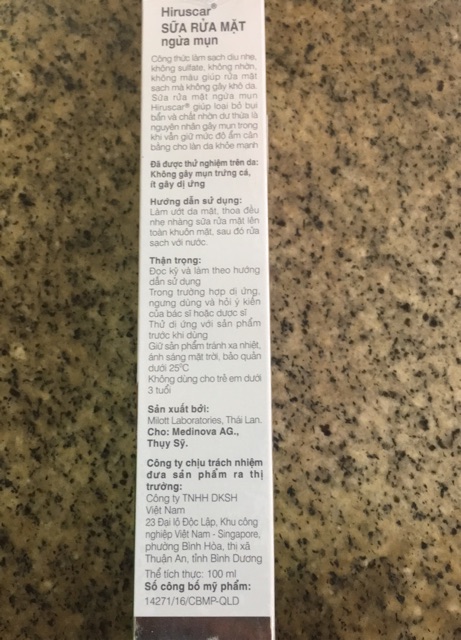 Hiruscar®
SỮA RỬA MẶT
ngừa mụn
Công thức làm sạch dịu nhẹ,
không sulfate, không nhờn,
không màu giúp rửa mặt
sạch mà không gây khô da.
Sữa rửa mặt ngừa mụn
Hiruscar® giúp loại bỏ bụi
bẩn và chất nhờn dư thừa là
nguyên nhân gây mụn trong
khi vẫn giữ mức độ ẩm cân
bằng cho làn da khỏe mạnh
Đã được thử nghiệm trên da:
Không gây mụn trứng cá,
ít gây dị ứng
Hướng dẫn sử dụng:
Làm ướt da mặt, thoa đều
nhẹ nhàng sữa rửa mặt lên
toàn khuôn mặt, sau đó rửa
sạch với nước.
Thận trọng:
Đọc kỹ và làm theo hướng
dẫn sử dụng
Trong trường hợp dị ứng,
ngưng dùng và hỏi ý kiến
của bác sĩ hoặc dược sĩ
Thử dị ứng với sản phẩm
trước khi dùng
Giữ sản phẩm tránh xa nhiệt,
ánh sáng mặt trời, bảo quản
dưới 25°C
Không dùng cho trẻ em dưới
3 tuổi
Sản xuất bởi:
Milott Laboratories, Thái Lan.
Cho: Medinova AG.,
Thụy Sỹ.
Công ty chịu trách nhiệm
đưa sản phẩm ra thị
trường:
Công ty TNHH DKSH
Việt Nam
23 Đại lộ Độc Lập, Khu công
nghiệp Việt Nam - Singapore,
phường Bình Hòa, thị xã
Thuận An, tỉnh Bình Dương
Thể tích thực: 100 ml
Số công bố mỹ phẩm:
14271/16/CBMP-QLD